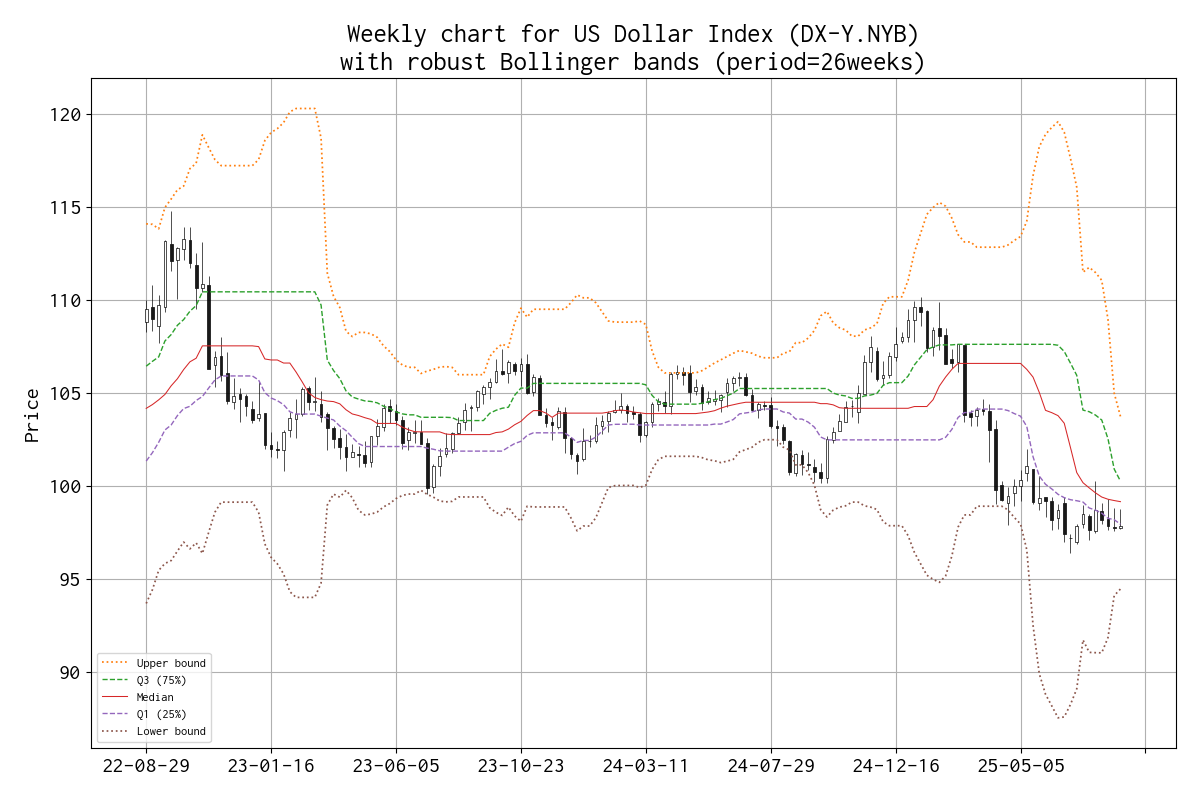 Weekly chart for US Dollar Index (DX-Y.NYB)
with robust Bollinger bands (period=26weeks)
Price
120
115
110
105
100
95
90
Upper bound
Q3 (75%)
Median
Q1 (25%)
Lower bound
22-08-29
23-01-16
23-06-05
23-10-23
24-03-11
24-07-29
24-12-16
25-05-05